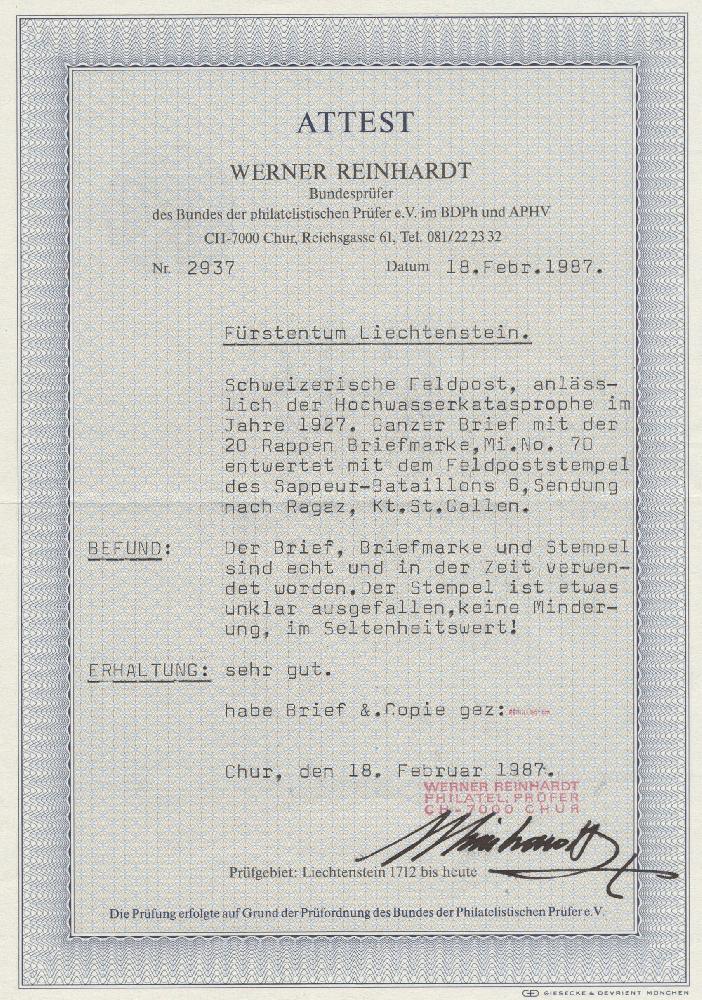 ATTEST
WERNER REINHARDT
Bundesprüfer
des Bundes der philatelistischen Prüfer e.V. im BDPh und APHV
CH-7000 Chur, Reichsgasse 61, Tel. 081/22 23 32
Nr. 2937 Datum 18.Febr.1987.
Fürstentum Liechtenstein.
Schweizerische Feldpost, anläss-
lich der Hochwasserkatasprophe im
Jahre 1927. Ganzer Brief mit der
20 Rappen Briefmarke,Mi.No. 70
entwertet mit dem Feldpoststempel
des Sappeur-Bataillons 6,Sendung
nach Ragaz, Kt.St.Gallen.
BEFUND: Der Brief, Briefmarke und Stempel
sind echt und in der Zeit verwen-
det worden.Der Stempel ist etwas
unklar ausgefallen,keine Minder-
ung, im Seltenheitswert!
ERHALTUNG: sehr gut.
habe Brief &.Copie gez:
Chur, den 18. Februar 1987.
WERNER REINHARDT
PHILATEL. PRÜFER
CH-7000 CHUR
Prüfgebiet: Liechtenstein 1712 bis heute
Die Prüfung erfolgte auf Grund der Prüfordnung des Bundes der Philatelistischen Prüfer e.V.
GIESECKE & DEVRIENT MÜNCHEN